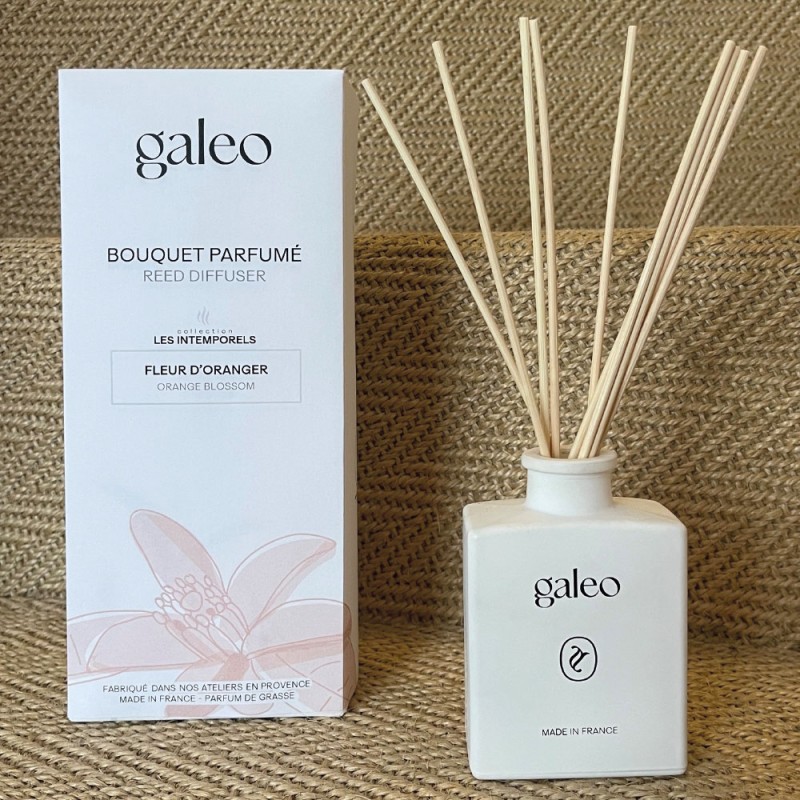 galeo
BOUQUET PARFUMÉ
REED DIFFUSER
collection
LES INTEMPORELS
FLEUR D'ORANGER
ORANGE BLOSSOM
FABRIQUÉ DANS NOS ATELIERS EN PROVENCE
MADE IN FRANCE - PARFUM DE GRASSE
galeo
MADE IN FRANCE